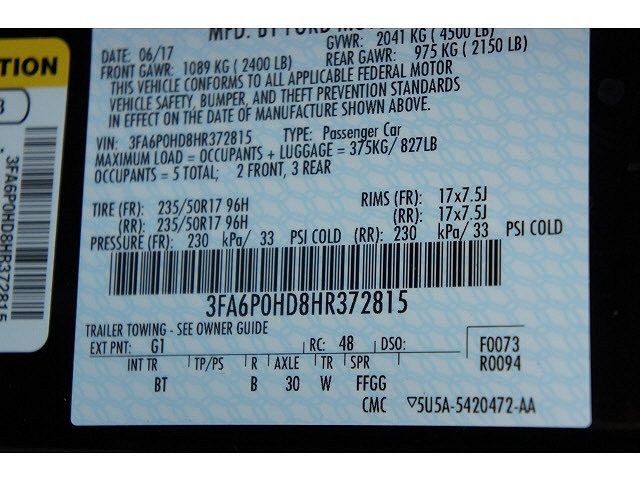 MFD. BY FORD
DATE: 06/17
GVWR: 2041 KG ( 4500 LB)
FRONT GAWR: 1089 KG ( 2400 LB)
REAR GAWR: 975 KG ( 2150 LB)
THIS VEHICLE CONFORMS TO ALL APPLICABLE FEDERAL MOTOR
VEHICLE SAFETY, BUMPER, AND THEFT PREVENTION STANDARDS
IN EFFECT ON THE DATE OF MANUFACTURE SHOWN ABOVE.
VIN: 3FA6P0HD8HR372815 TYPE: Passenger Car
MAXIMUM LOAD = OCCUPANTS + LUGGAGE = 375KG/ 827LB
OCCUPANTS = 5 TOTAL; 2 FRONT, 3 REAR
TIRE (FR): 235/50R17 96H RIMS (FR): 17x7.5J
(RR): 235/50R17 96H (RR): 17x7.5J
PRESSURE (FR): 230 kPa/ 33 PSI COLD (RR): 230 kPa/ 33 PSI COLD
3FA6P0HD8HR372815
TRAILER TOWING - SEE OWNER GUIDE
EXT PNT: G1 RC: 48 DSO: F0073
R0094
INT TR TP/PS R AXLE TR SPR
BT B 30 W FFGG
CMC ▽5U5A-5420472-AA
TION
3FA6P0HD8HR372815